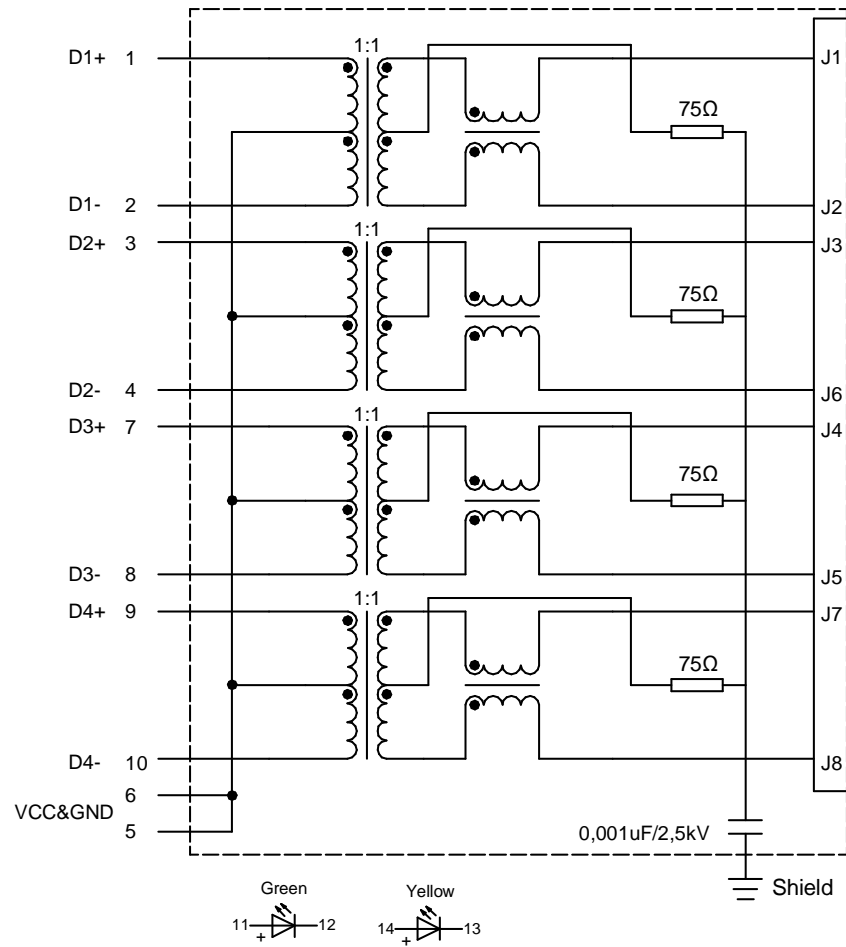 1:1
D1+ 1 J1
75Ω
D1- 2 J2
1:1
D2+ 3 J3
75Ω
D2- 4 J6
1:1
D3+ 7 J4
75Ω
D3- 8 J5
1:1
D4+ 9 J7
75Ω
D4- 10 J8
6
VCC&GND
5
0,001uF/2,5kV
Shield
Green
11 + 12
Yellow
14 + 13